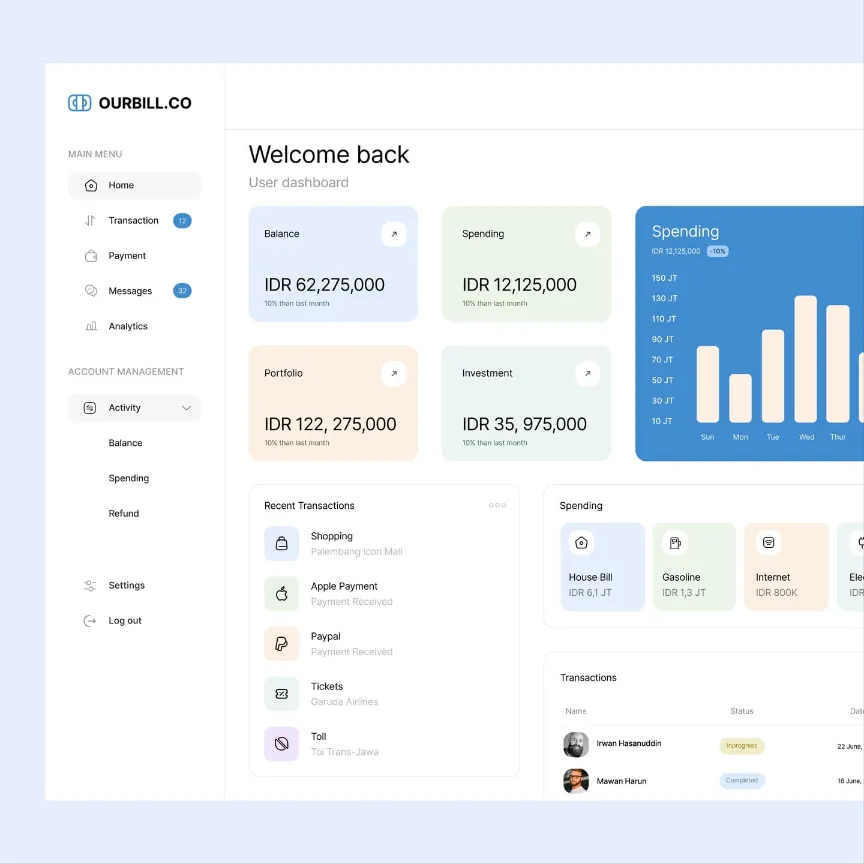 OURBILL.CO
MAIN MENU
Home
Transaction 12
Payment
Messages 32
Analytics
ACCOUNT MANAGEMENT
Activity
Balance
Spending
Refund
Settings
Log out
Welcome back
User dashboard
Balance
IDR 62,275,000
10% than last month
Spending
IDR 12,125,000
10% than last month
Portfolio
IDR 122, 275,000
10% than last month
Investment
IDR 35, 975,000
10% than last month
Spending
IDR 12,125,000 -10%
150 JT
130 JT
110 JT
90 JT
70 JT
50 JT
30 JT
10 JT
Sun Mon Tue Wed Thur
Recent Transactions
Shopping
Palembang Icon Mall
Apple Payment
Payment Received
Paypal
Payment Received
Tickets
Garuda Airlines
Toll
Tol Trans-Jawa
Spending
House Bill
IDR 6,1 JT
Gasoline
IDR 1,3 JT
Internet
IDR 800K
Ele
IDR
Transactions
Name Status Dat
Irwan Hasanuddin Inprogress 22 June,
Mawan Harun Completed 18 June,